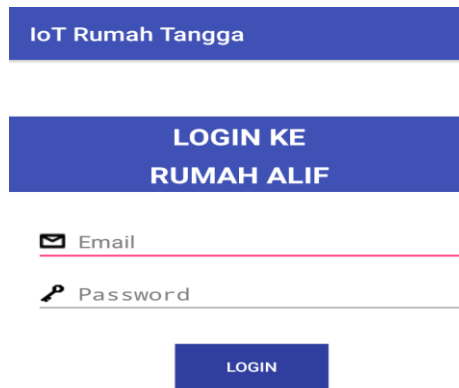 IoT Rumah Tangga
LOGIN KE
RUMAH ALIF
Email
Password
LOGIN